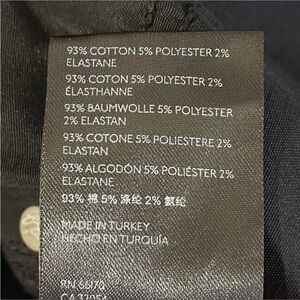 93% COTTON 5% POLYESTER 2%
ELASTANE
93% COTON 5% POLYESTER 2%
ÉLASTHANNE
93% BAUMWOLLE 5% POLYESTER
2% ELASTAN
93% COTONE 5% POLIESTERE 2%
ELASTAN
93% ALGODÓN 5% POLIÉSTER 2%
ELASTANE
93% 棉 5% 涤纶 2% 氨纶
MADE IN TURKEY
HECHO EN TURQUÍA
RN 66170
CA 32054